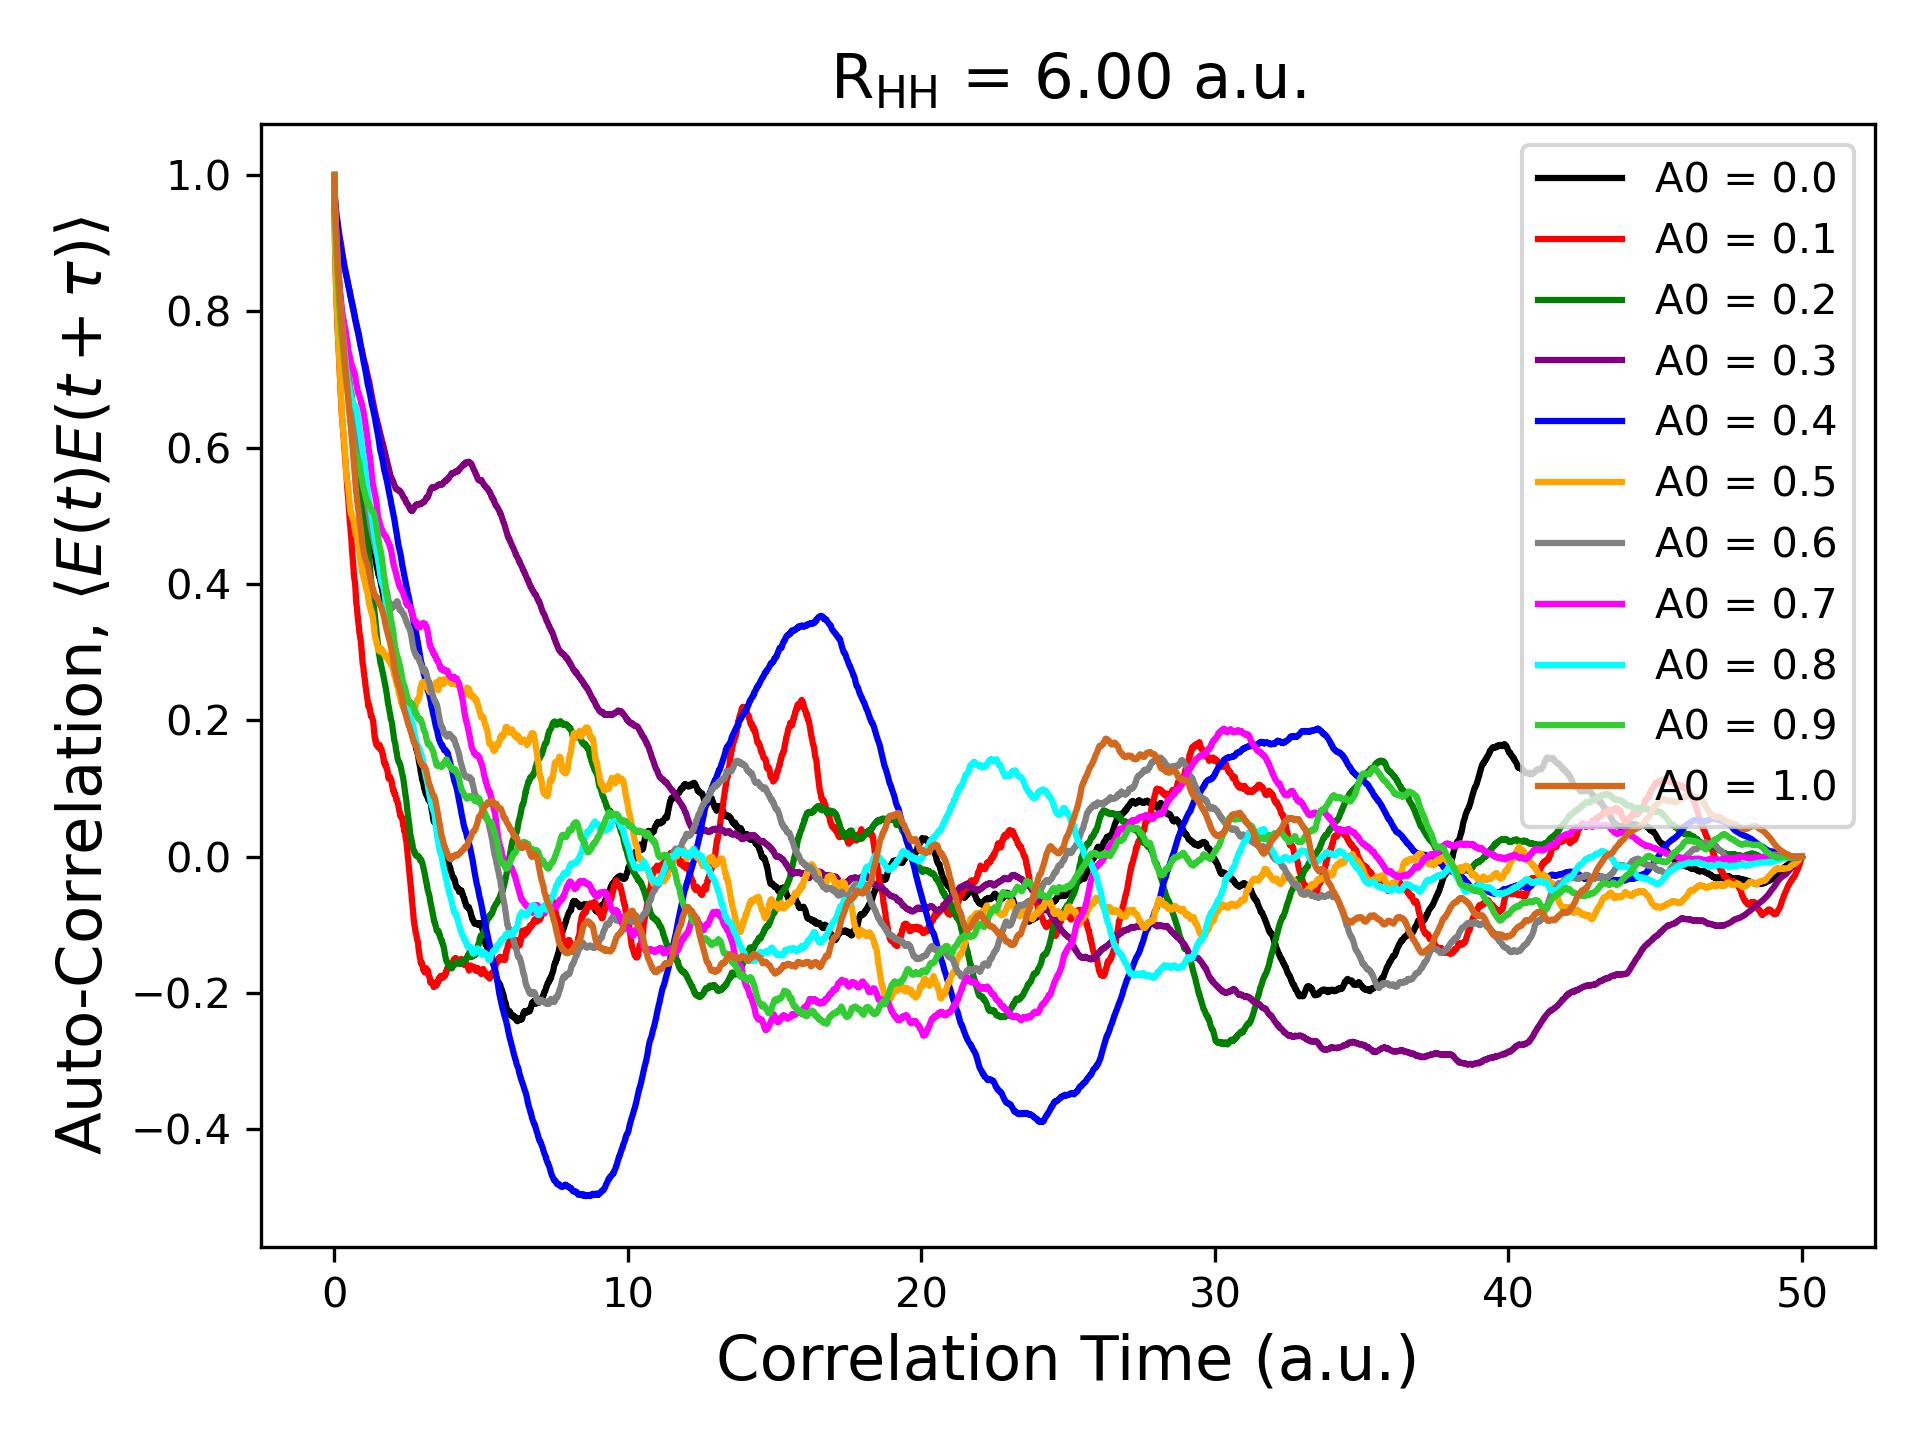 R_HH = 6.00 a.u.
Auto-Correlation, ⟨E(t)E(t + τ)⟩
1.0
0.8
0.6
0.4
0.2
0.0
−0.2
−0.4
A0 = 0.0
A0 = 0.1
A0 = 0.2
A0 = 0.3
A0 = 0.4
A0 = 0.5
A0 = 0.6
A0 = 0.7
A0 = 0.8
A0 = 0.9
A0 = 1.0
0 10 20 30 40 50
Correlation Time (a.u.)